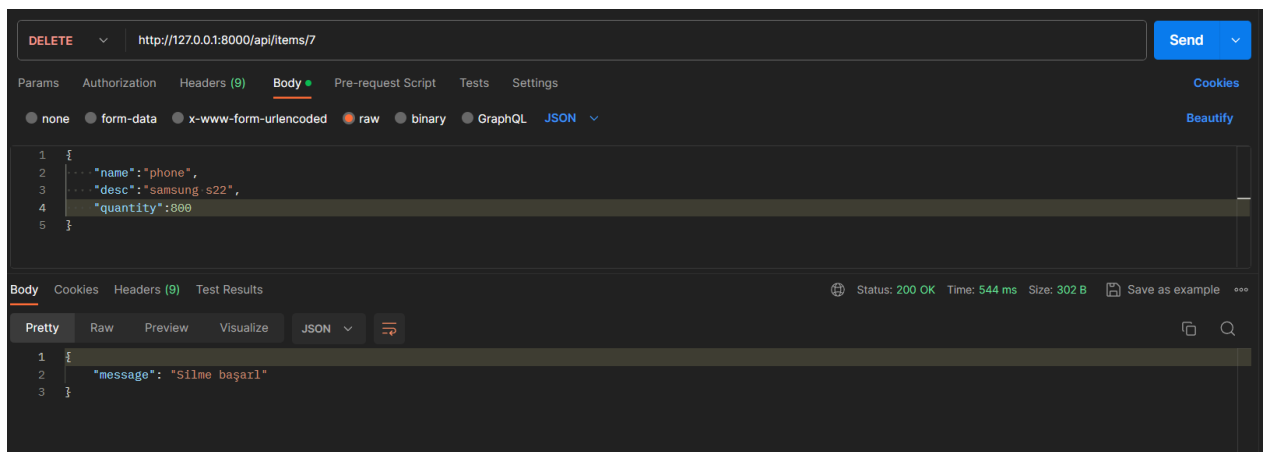 DELETE http://127.0.0.1:8000/api/items/7 Send
Params Authorization Headers (9) Body Pre-request Script Tests Settings Cookies
none form-data x-www-form-urlencoded raw binary GraphQL JSON Beautify
1 {
2 "name":"phone",
3 "desc":"samsung s22",
4 "quantity":800
5 }
Body Cookies Headers (9) Test Results Status: 200 OK Time: 544 ms Size: 302 B Save as example
Pretty Raw Preview Visualize JSON
1 {
2 "message": "Silme başarl"
3 }